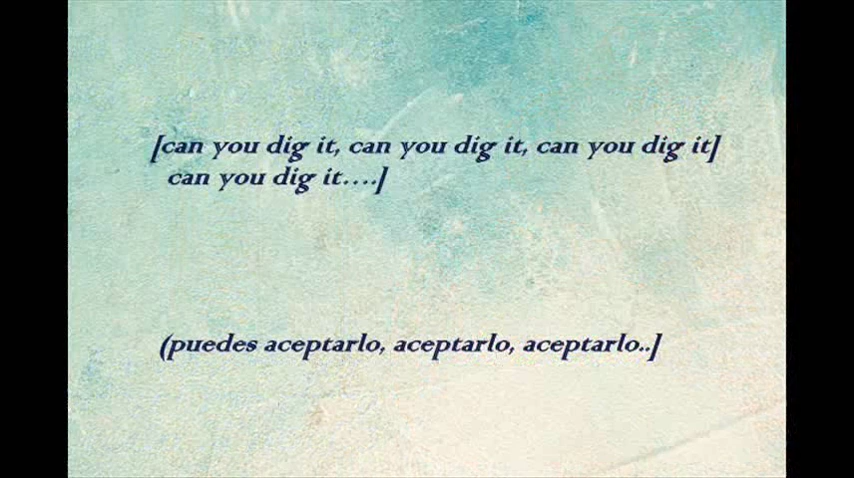 [can you dig it, can you dig it, can you dig it]
can you dig it....]
(puedes aceptarlo, aceptarlo, aceptarlo..]